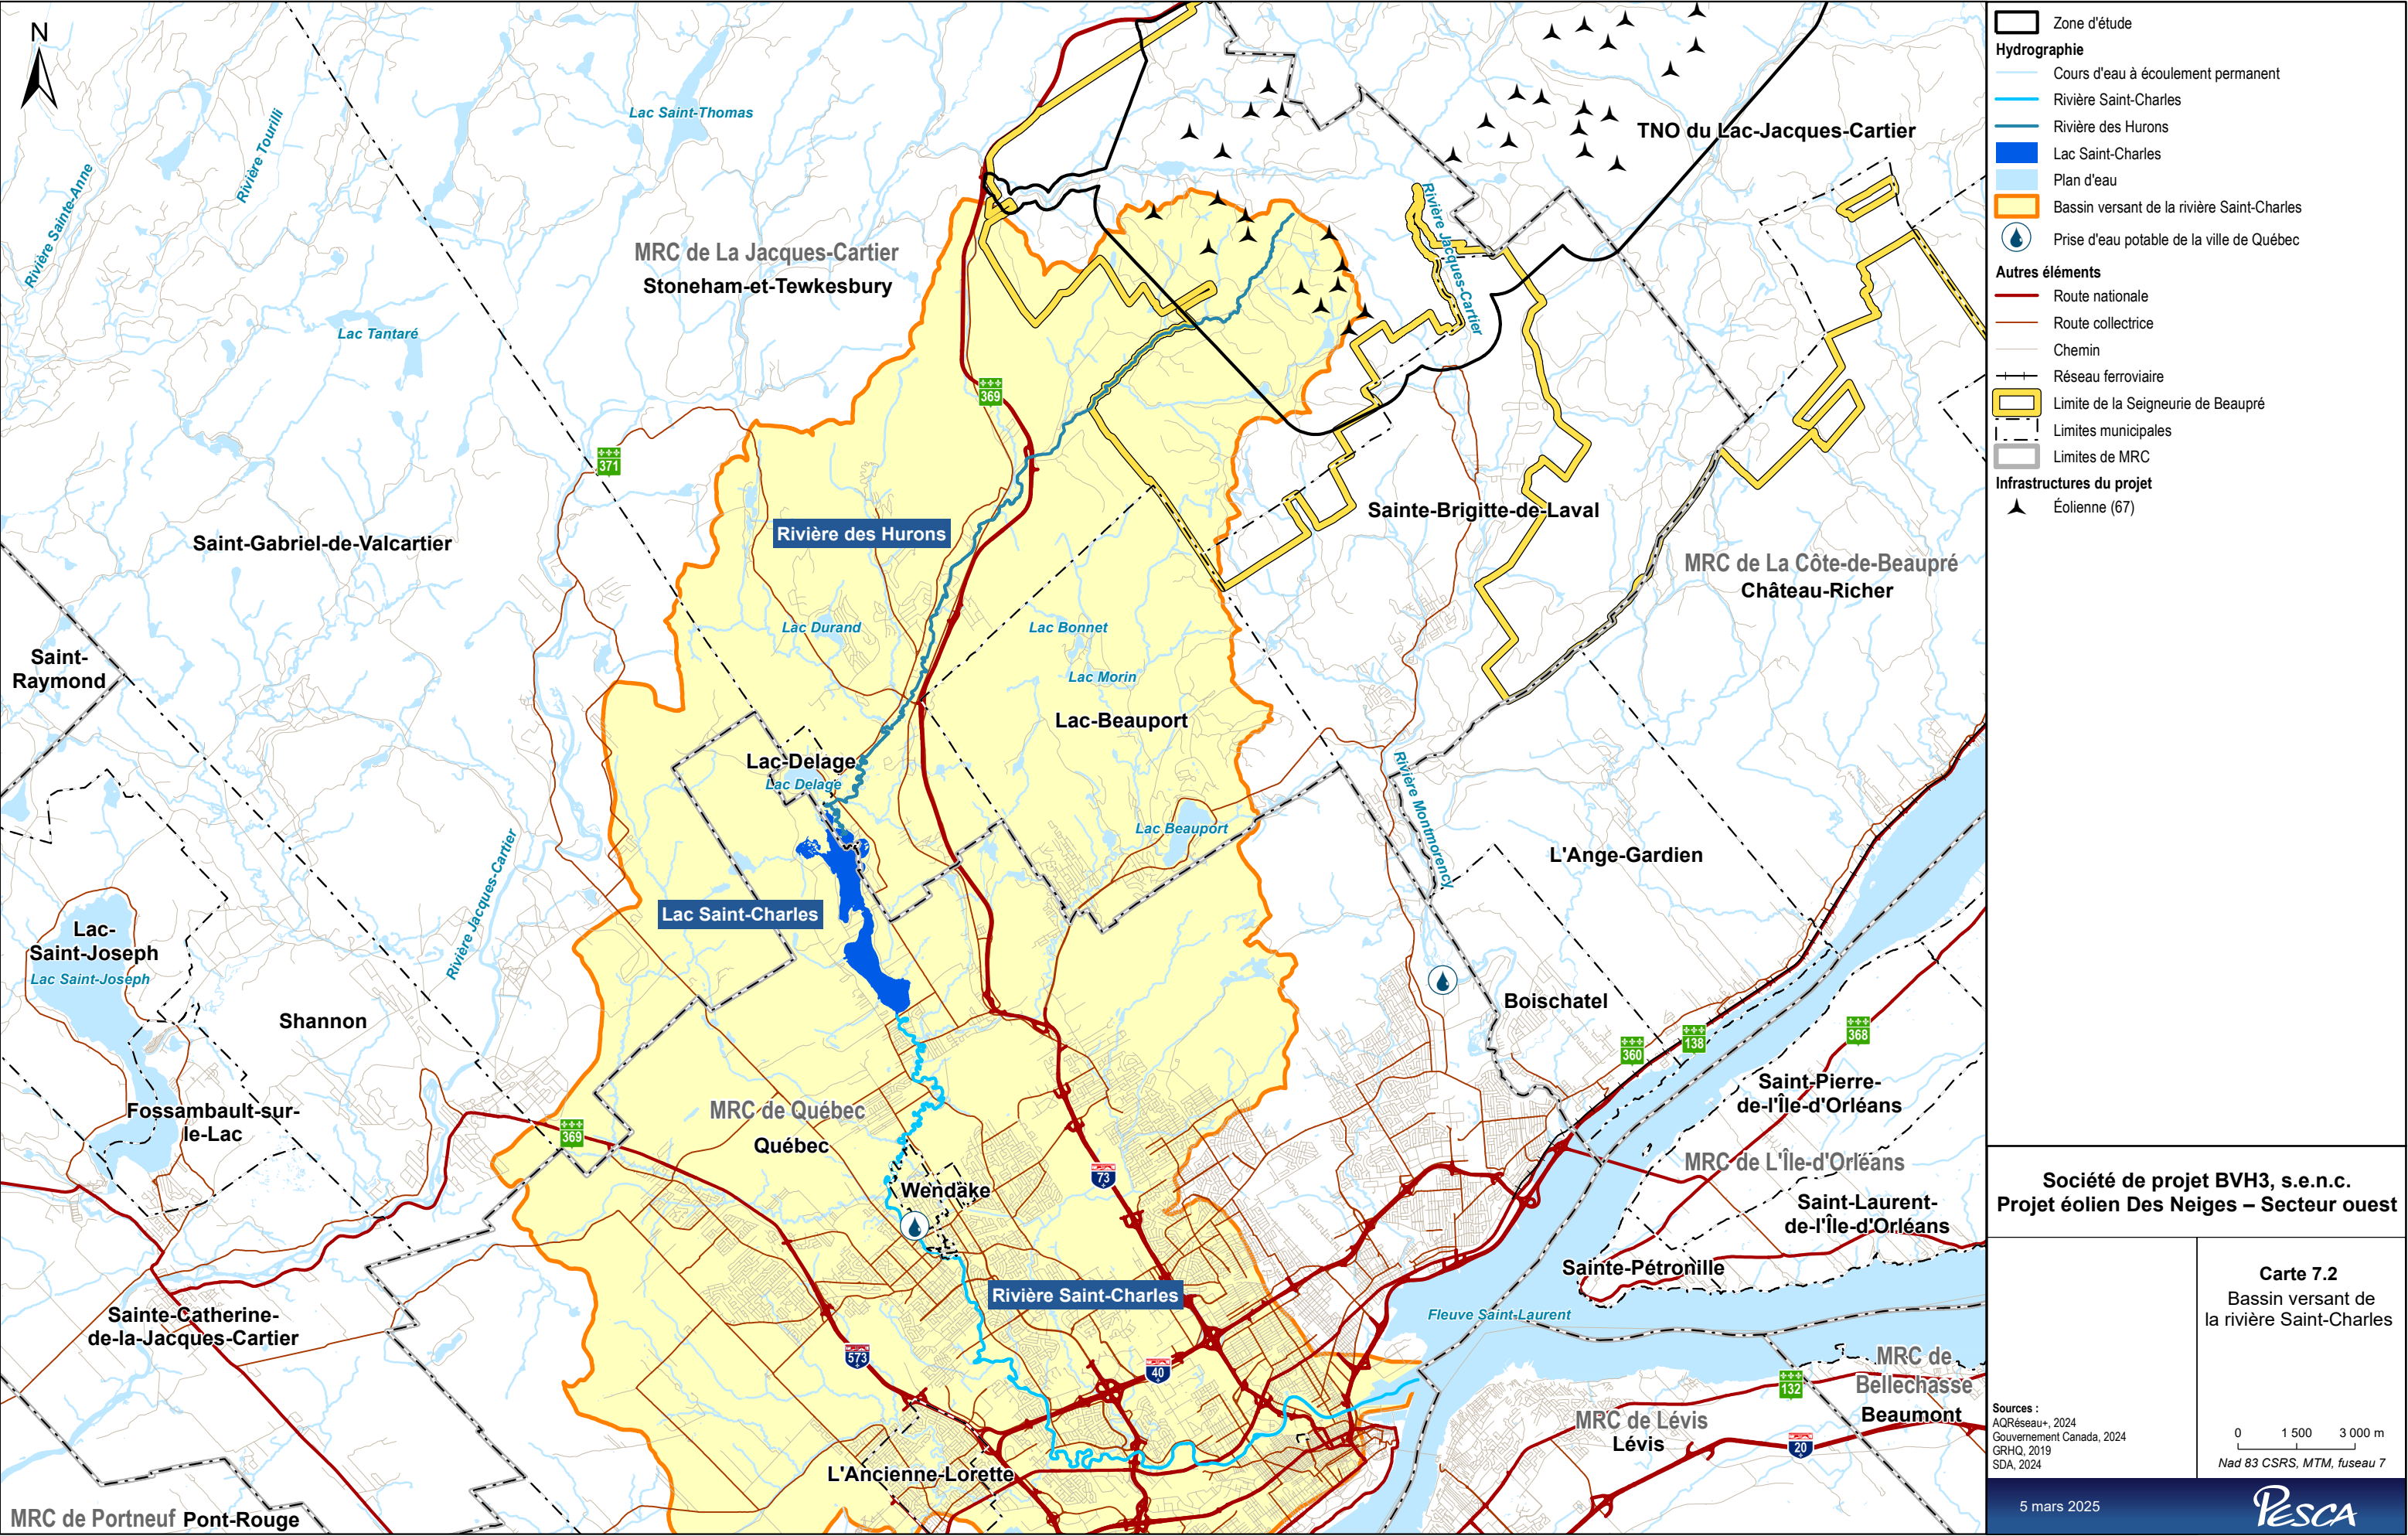 N
Lac Saint-Thomas
Rivière Tourilli
Rivière Sainte-Anne
TNO du Lac-Jacques-Cartier
Rivière Jacques-Cartier
MRC de La Jacques-Cartier
Stoneham-et-Tewkesbury
Lac Tantaré
369
371
Rivière des Hurons
Sainte-Brigitte-de-Laval
Saint-Gabriel-de-Valcartier
MRC de La Côte-de-Beaupré
Château-Richer
Lac Durand
Lac Bonnet
Saint-
Raymond
Lac Morin
Lac-Beauport
Lac-Delage
Lac Delage
Rivière Montmorency
Lac Beauport
L'Ange-Gardien
Rivière Jacques-Cartier
Lac Saint-Charles
Lac-
Saint-Joseph
Lac Saint-Joseph
Shannon
Boischatel
360
138
368
Saint-Pierre-
de-l'Île-d'Orléans
Fossambault-sur-
le-Lac
369
MRC de Québec
Québec
73
MRC de L'Île-d'Orléans
Wendake
Saint-Laurent-
de-l'Île-d'Orléans
Sainte-Pétronille
Rivière Saint-Charles
Fleuve Saint-Laurent
Sainte-Catherine-
de-la-Jacques-Cartier
573
40
MRC de
Bellechasse
132
Beaumont
MRC de Lévis
Lévis
20
L'Ancienne-Lorette
MRC de Portneuf
Pont-Rouge
Zone d'étude
Hydrographie
Cours d'eau à écoulement permanent
Rivière Saint-Charles
Rivière des Hurons
Lac Saint-Charles
Plan d'eau
Bassin versant de la rivière Saint-Charles
Prise d'eau potable de la ville de Québec
Autres éléments
Route nationale
Route collectrice
Chemin
Réseau ferroviaire
Limite de la Seigneurie de Beaupré
Limites municipales
Limites de MRC
Infrastructures du projet
Éolienne (67)
Société de projet BVH3, s.e.n.c.
Projet éolien Des Neiges – Secteur ouest
Carte 7.2
Bassin versant de
la rivière Saint-Charles
Sources :
AQRéseau+, 2024
Gouvernement Canada, 2024
GRHQ, 2019
SDA, 2024
0 1 500 3 000 m
Nad 83 CSRS, MTM, fuseau 7
5 mars 2025
PESCA